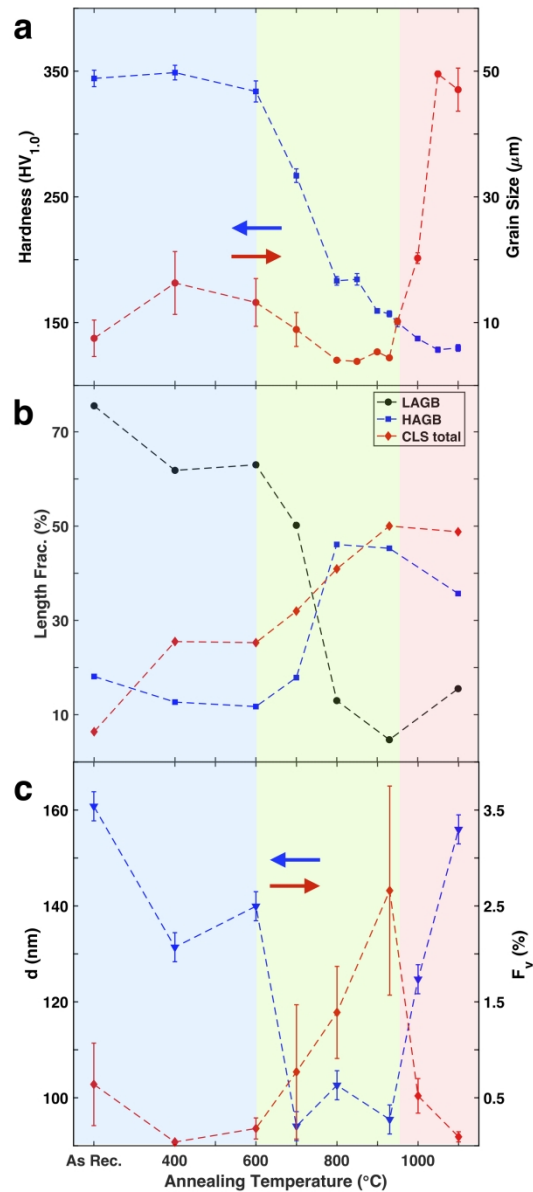 a
350
250
150
Hardness (HV1.0)
50
30
10
Grain Size (μm)
b
LAGB
HAGB
CLS total
70
50
30
10
Length Frac. (%)
c
160
140
120
100
d (nm)
3.5
2.5
1.5
0.5
Fv (%)
As Rec. 400 600 800 1000
Annealing Temperature (°C)